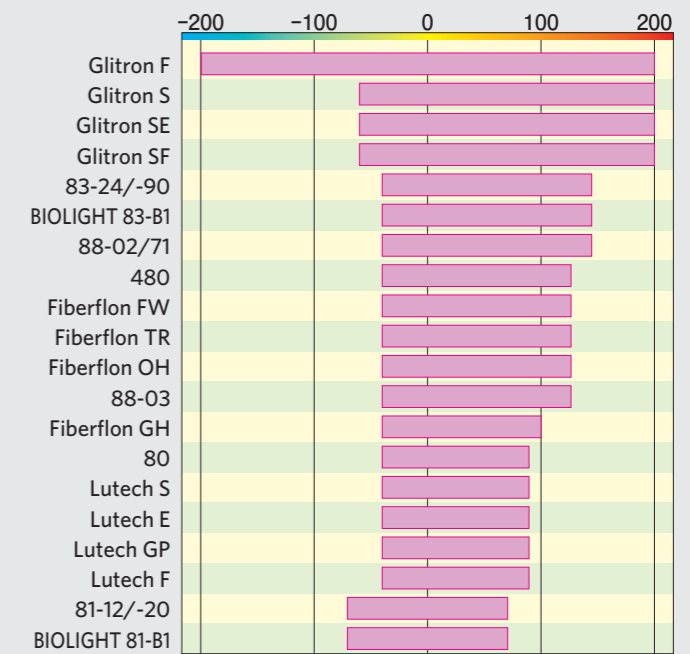 −200 −100 0 100 200
Glitron F
Glitron S
Glitron SE
Glitron SF
83-24/-90
BIOLIGHT 83-B1
88-02/71
480
Fiberflon FW
Fiberflon TR
Fiberflon OH
88-03
Fiberflon GH
80
Lutech S
Lutech E
Lutech GP
Lutech F
81-12/-20
BIOLIGHT 81-B1